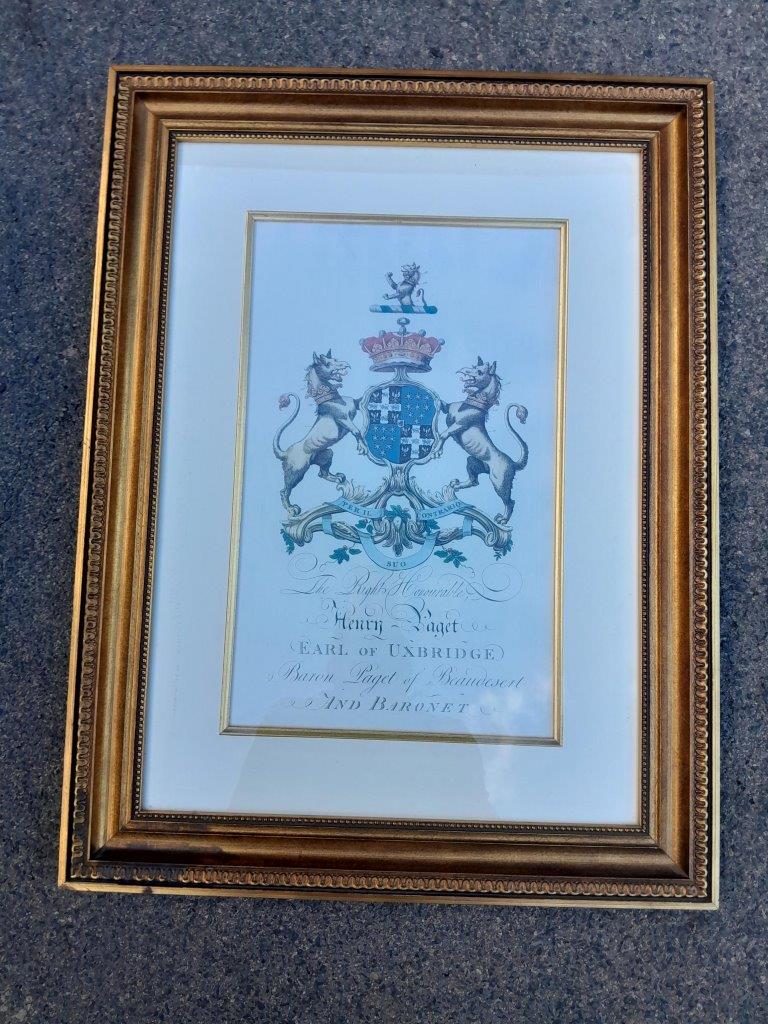 PER IL SUO CONTRARIO
The Right Honourable,
Henry Paget
EARL OF UXBRIDGE
Baron Paget of Beaudesert
AND BARONET